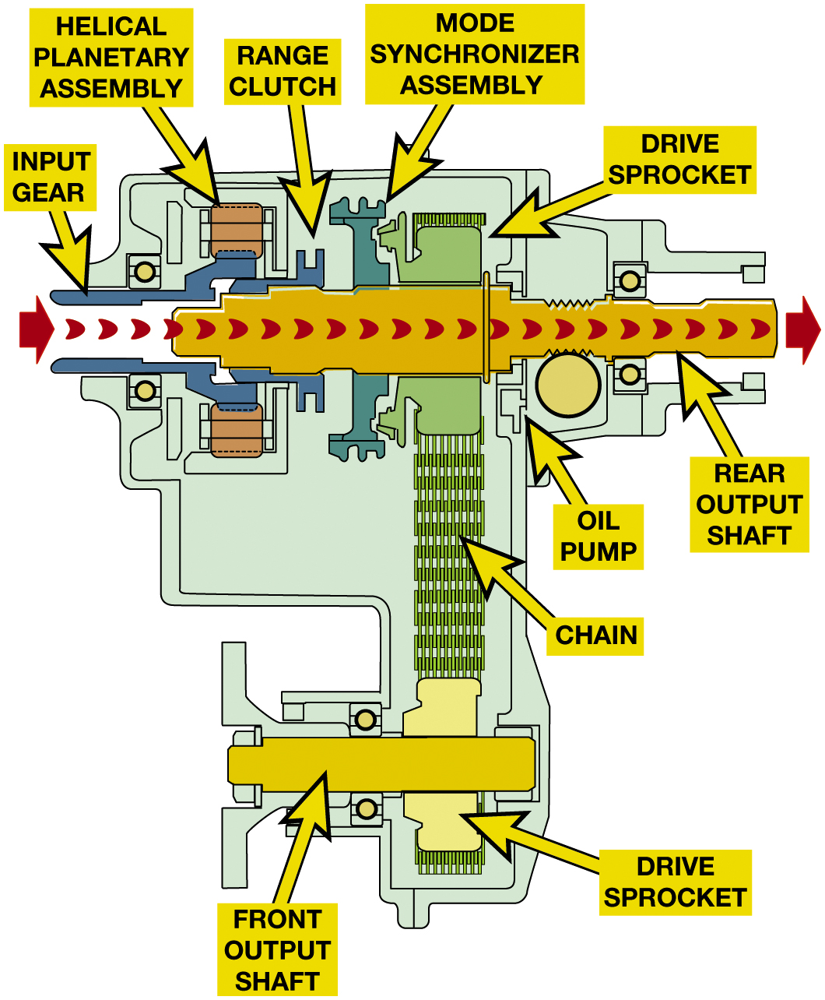 HELICAL
PLANETARY
ASSEMBLY
RANGE
CLUTCH
MODE
SYNCHRONIZER
ASSEMBLY
DRIVE
SPROCKET
INPUT
GEAR
REAR
OUTPUT
SHAFT
OIL
PUMP
CHAIN
DRIVE
SPROCKET
FRONT
OUTPUT
SHAFT